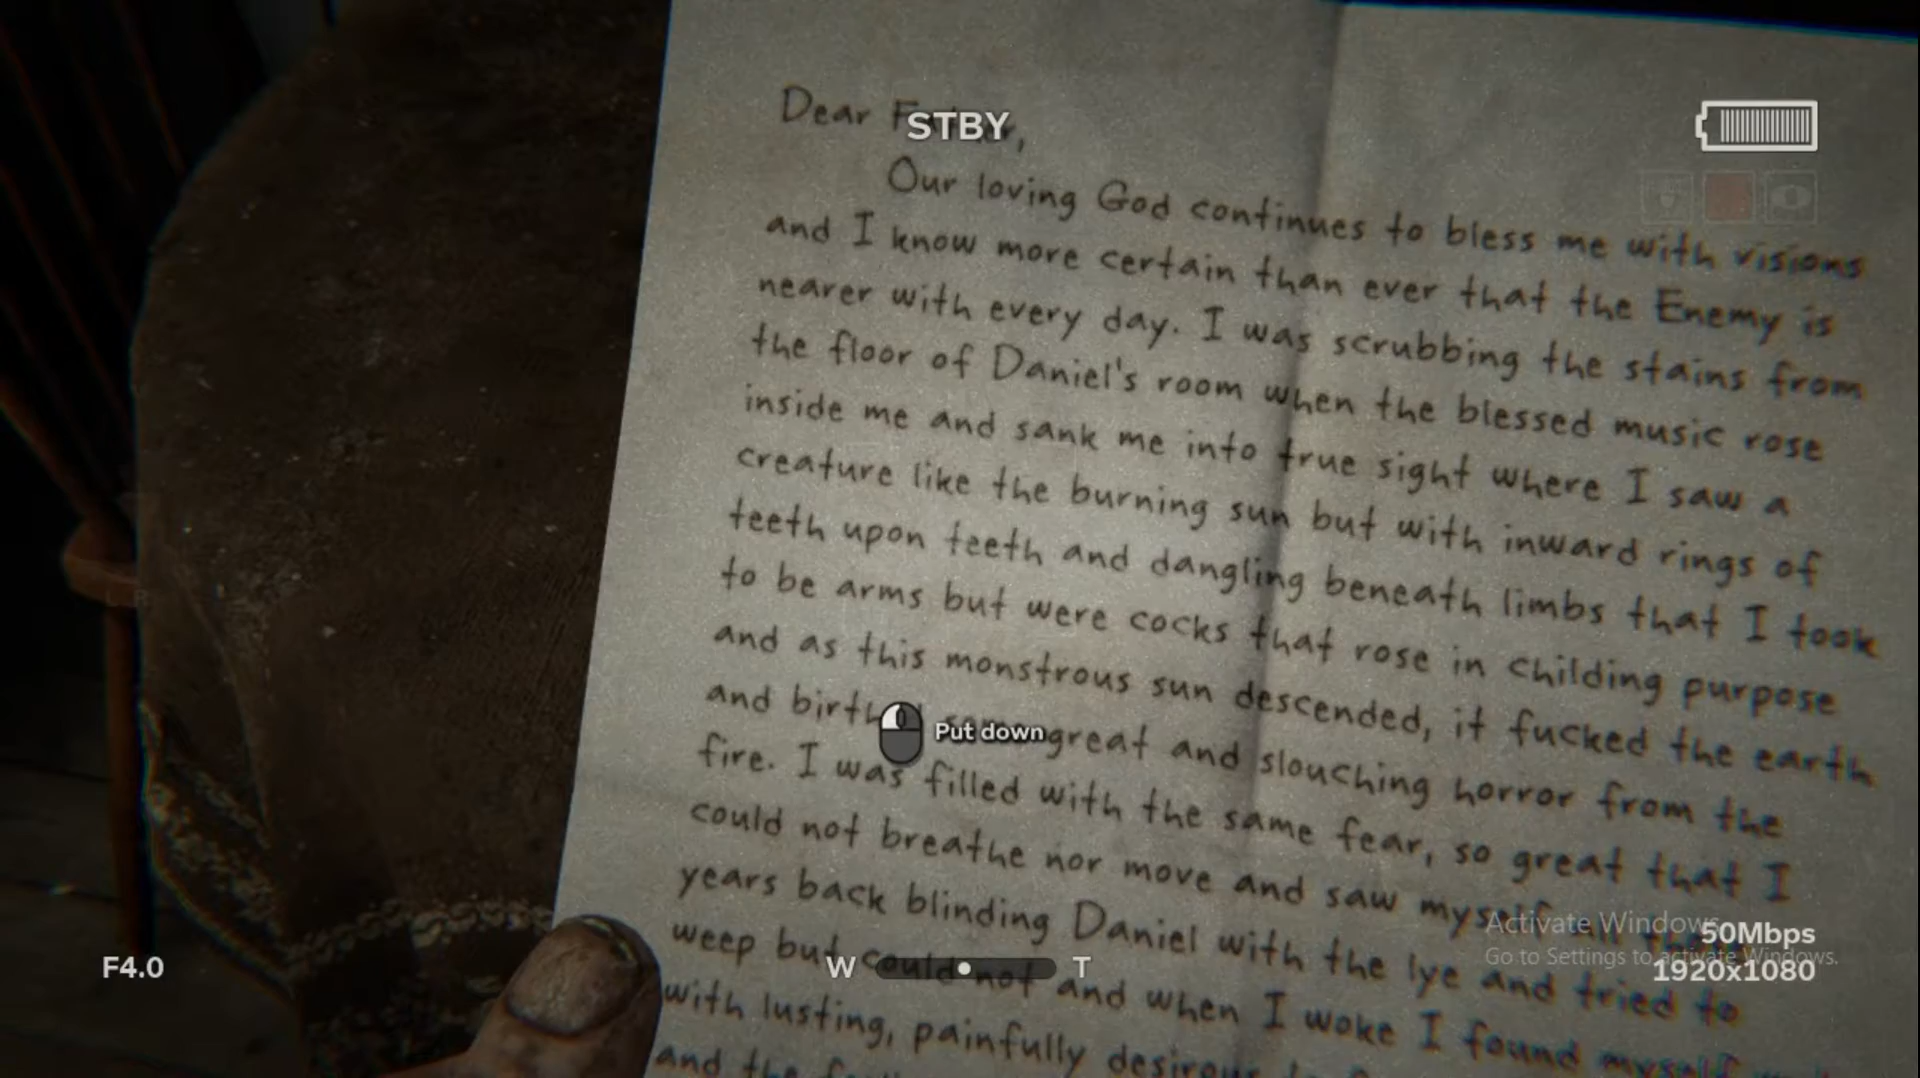 Dear
STBY
Our loving God continues to bless me with visions
and I know more certain than ever that the Enemy is
nearer with every day. I was scrubbing the stains from
the floor of Daniel's room when the blessed music rose
inside me and sank me into true sight where I saw a
creature like the burning sun but with inward rings of
teeth upon teeth and dangling beneath limbs that I took
to be arms but were cocks that rose in childing purpose
and as this monstrous sun descended, it fucked the earth
and great and slouching horror from the
Put down
fire. I was filled with the same fear, so great that I
could not breathe nor move and saw myself
years back blinding Daniel with the lye and tried to
weep but could not and when I woke I found myself
with lusting, painfully
and the
Activate Windows
Go to Settings to activate Windows.
50Mbps
1920x1080
F4.0
W
T